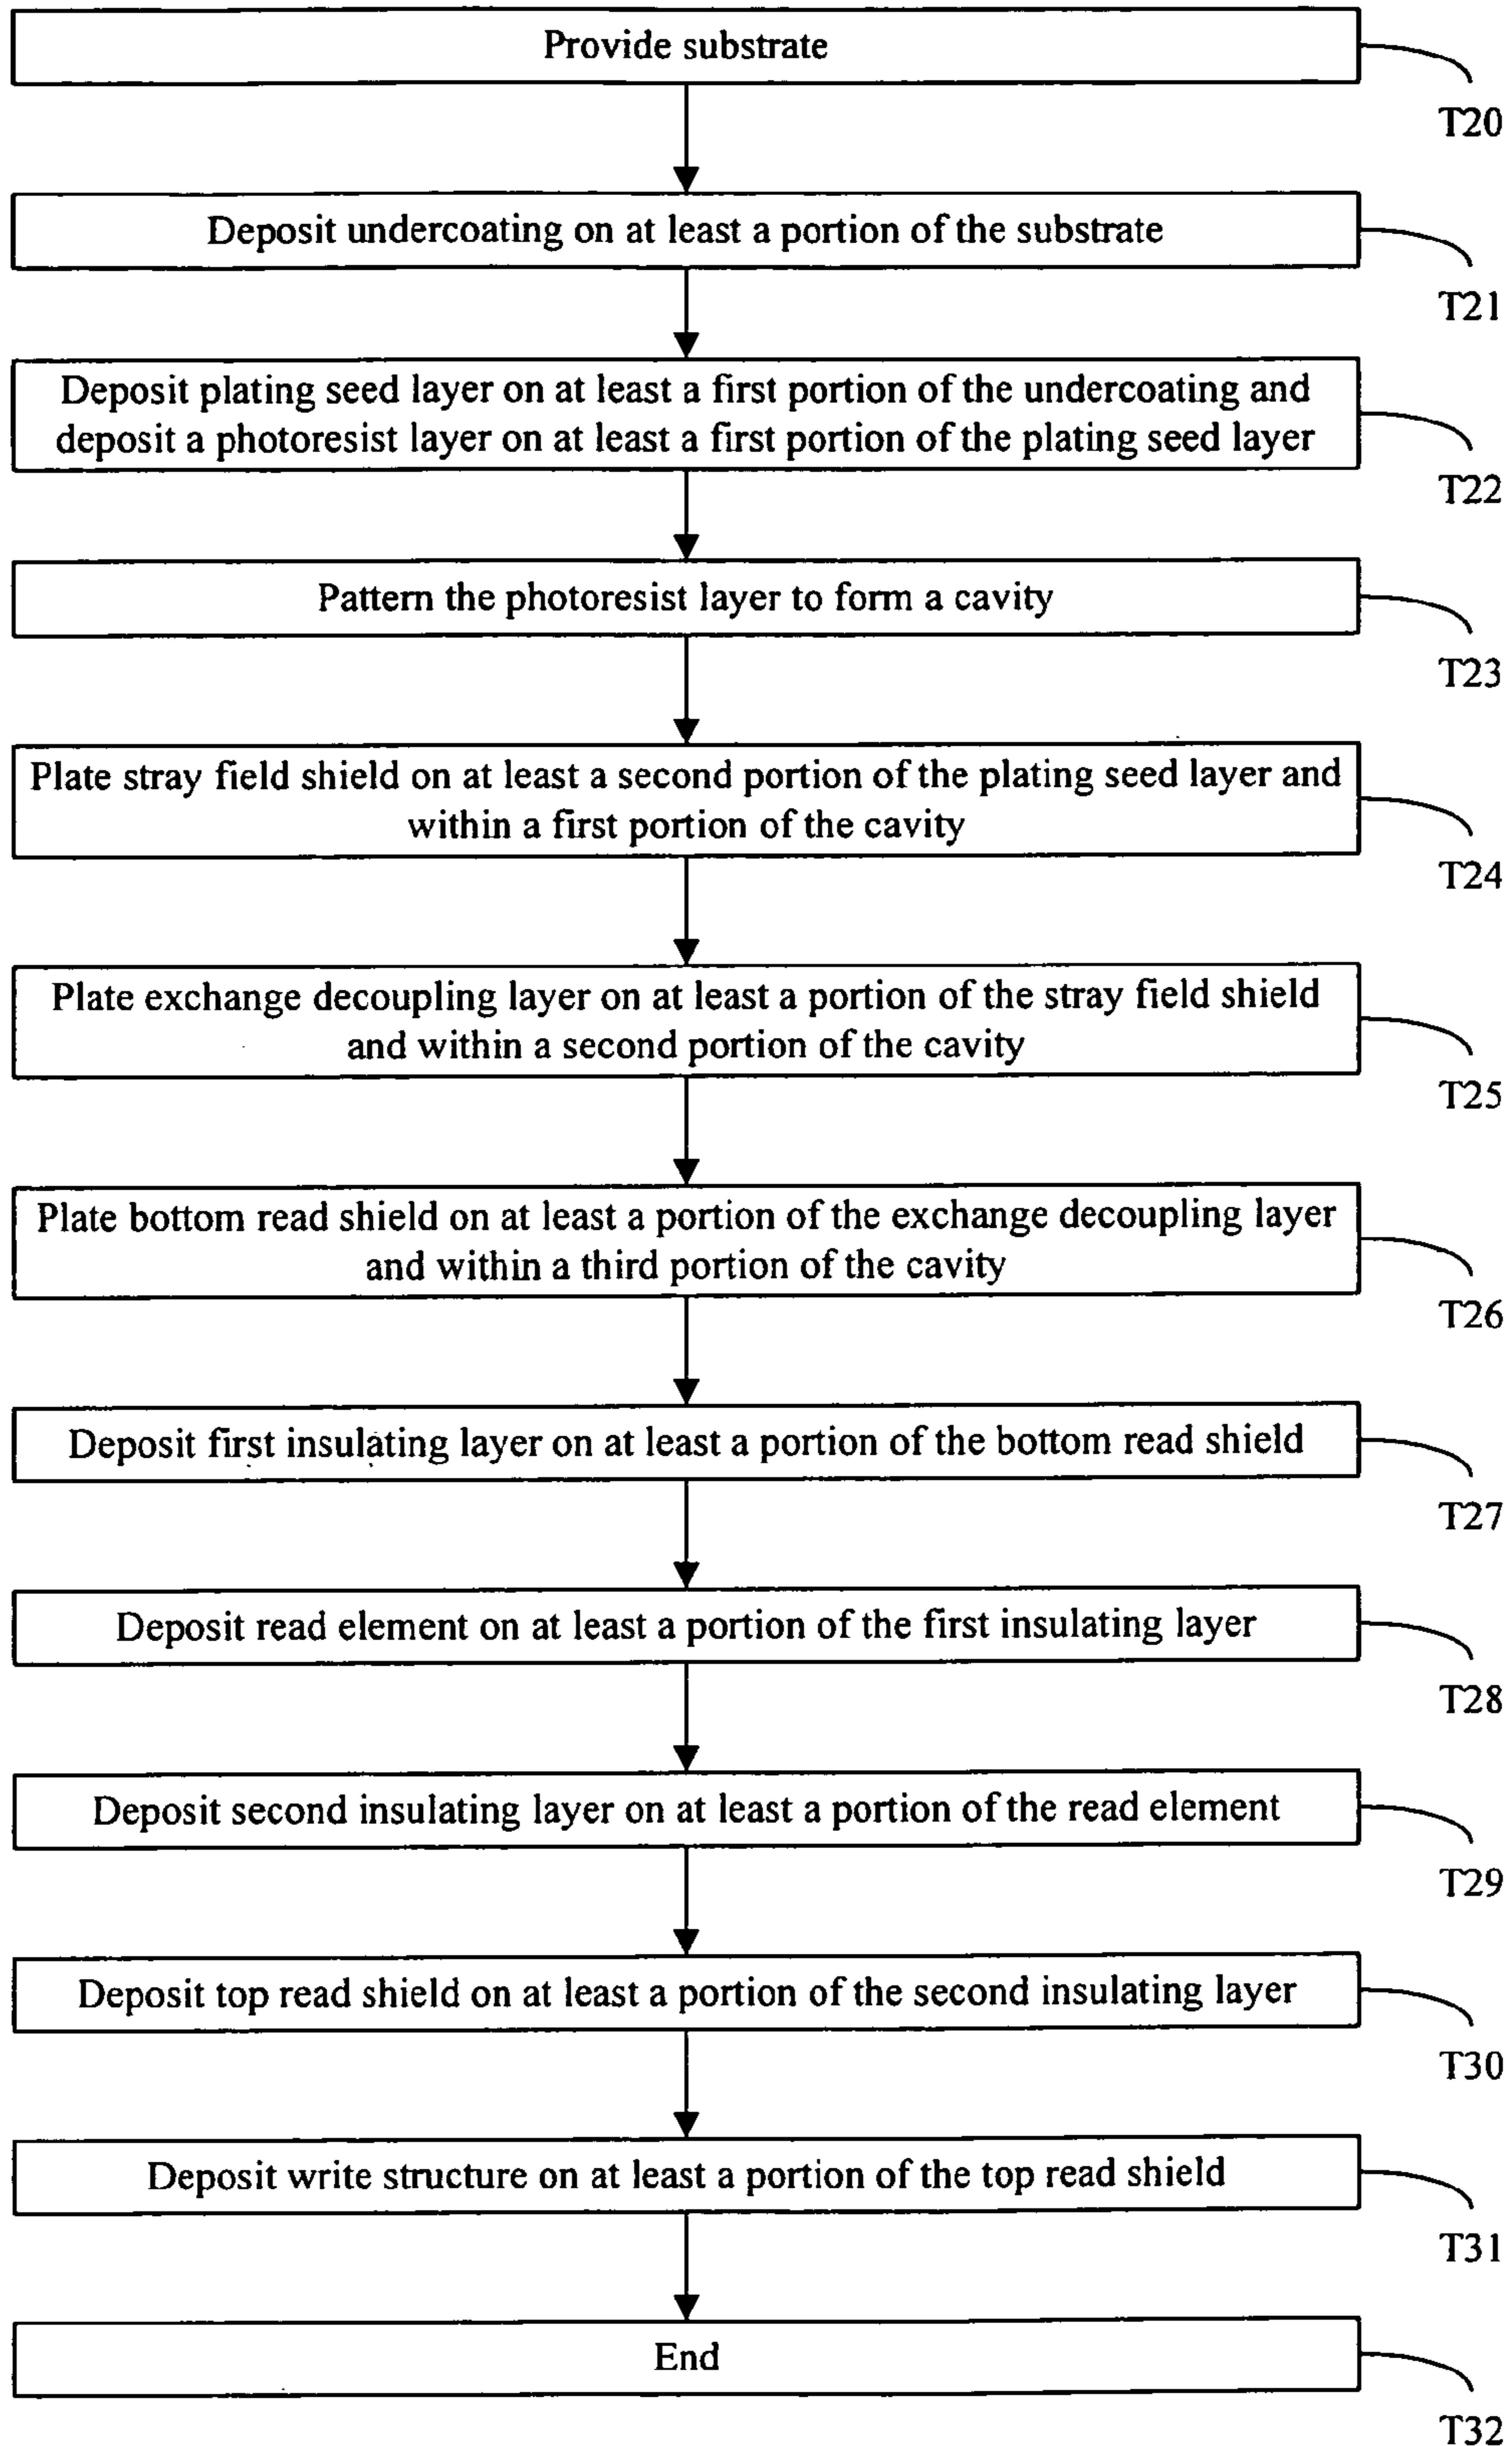 Provide substrate
T20
Deposit undercoating on at least a portion of the substrate
T21
Deposit plating seed layer on at least a first portion of the undercoating and
deposit a photoresist layer on at least a first portion of the plating seed layer
T22
Pattern the photoresist layer to form a cavity
T23
Plate stray field shield on at least a second portion of the plating seed layer and
within a first portion of the cavity
T24
Plate exchange decoupling layer on at least a portion of the stray field shield
and within a second portion of the cavity
T25
Plate bottom read shield on at least a portion of the exchange decoupling layer
and within a third portion of the cavity
T26
Deposit first insulating layer on at least a portion of the bottom read shield
T27
Deposit read element on at least a portion of the first insulating layer
T28
Deposit second insulating layer on at least a portion of the read element
T29
Deposit top read shield on at least a portion of the second insulating layer
T30
Deposit write structure on at least a portion of the top read shield
T31
End
T32